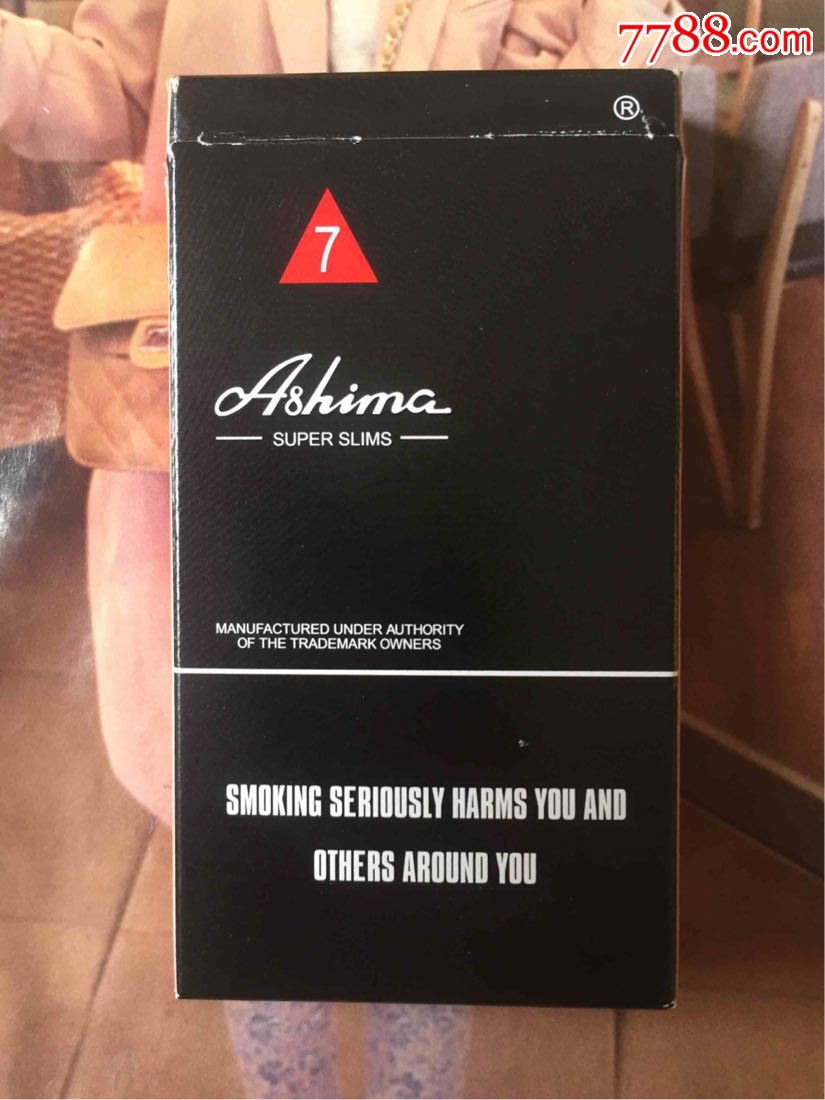 7788.com
®
7
Ashima
SUPER SLIMS
MANUFACTURED UNDER AUTHORITY
OF THE TRADEMARK OWNERS
SMOKING SERIOUSLY HARMS YOU AND
OTHERS AROUND YOU